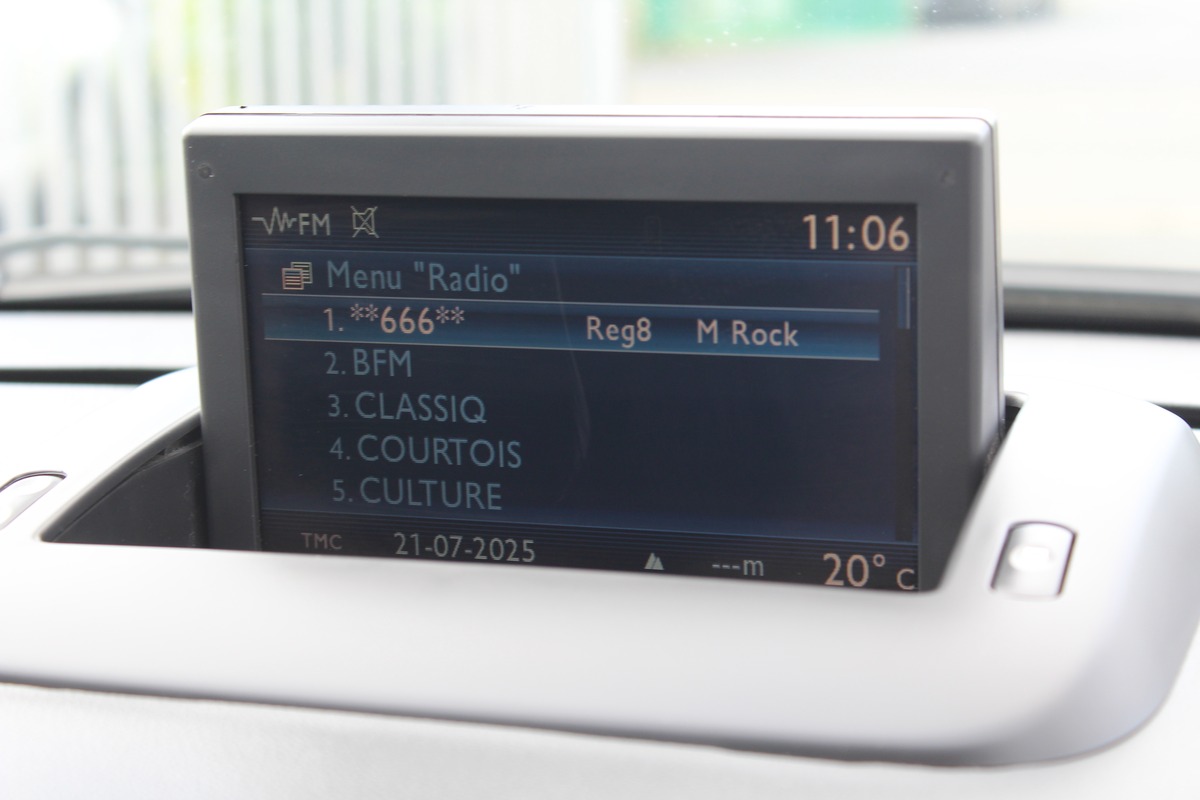 FM 11:06
Menu "Radio"
1. **666** Reg8 M Rock
2. BFM
3. CLASSIQ
4. COURTOIS
5. CULTURE
TMC 21-07-2025 ---m 20° C